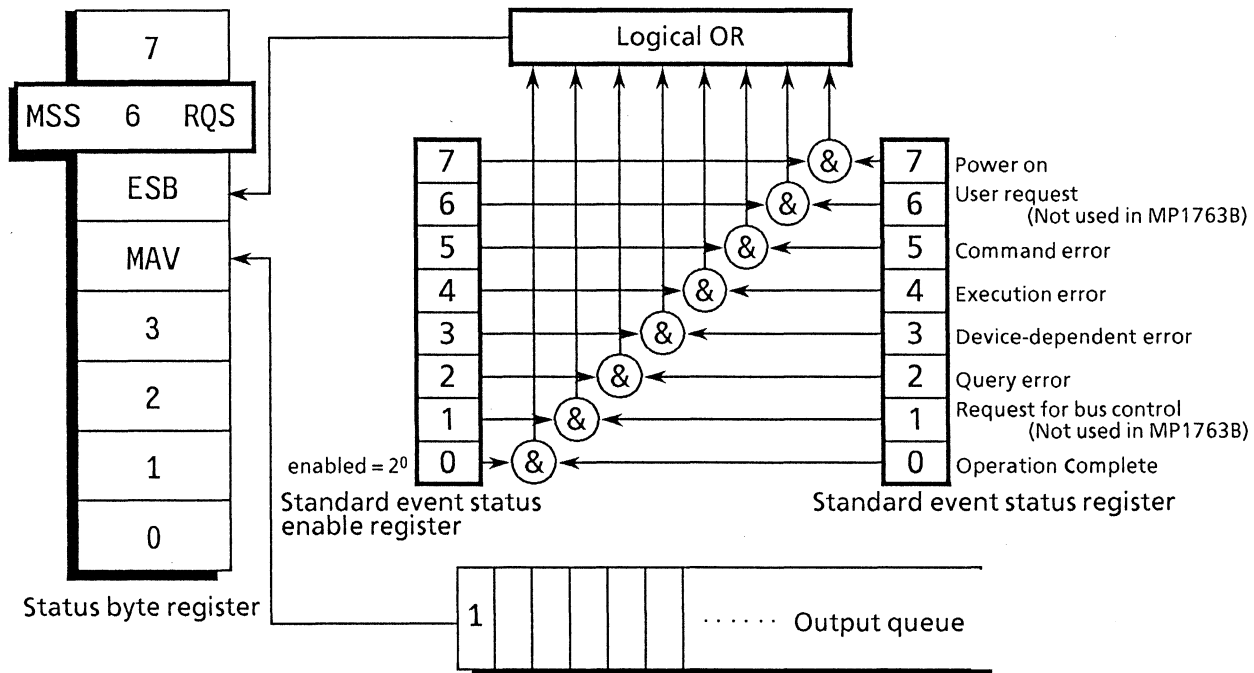 7
MSS 6 RQS
ESB
MAV
3
2
1
0
Status byte register
Logical OR
7
6
5
4
3
2
1
0
enabled = 2⁰
Standard event status
enable register
&
&
&
&
&
&
&
&
7 Power on
6 User request
(Not used in MP1763B)
5 Command error
4 Execution error
3 Device-dependent error
2 Query error
1 Request for bus control
(Not used in MP1763B)
0 Operation Complete
Standard event status register
1 ...... Output queue